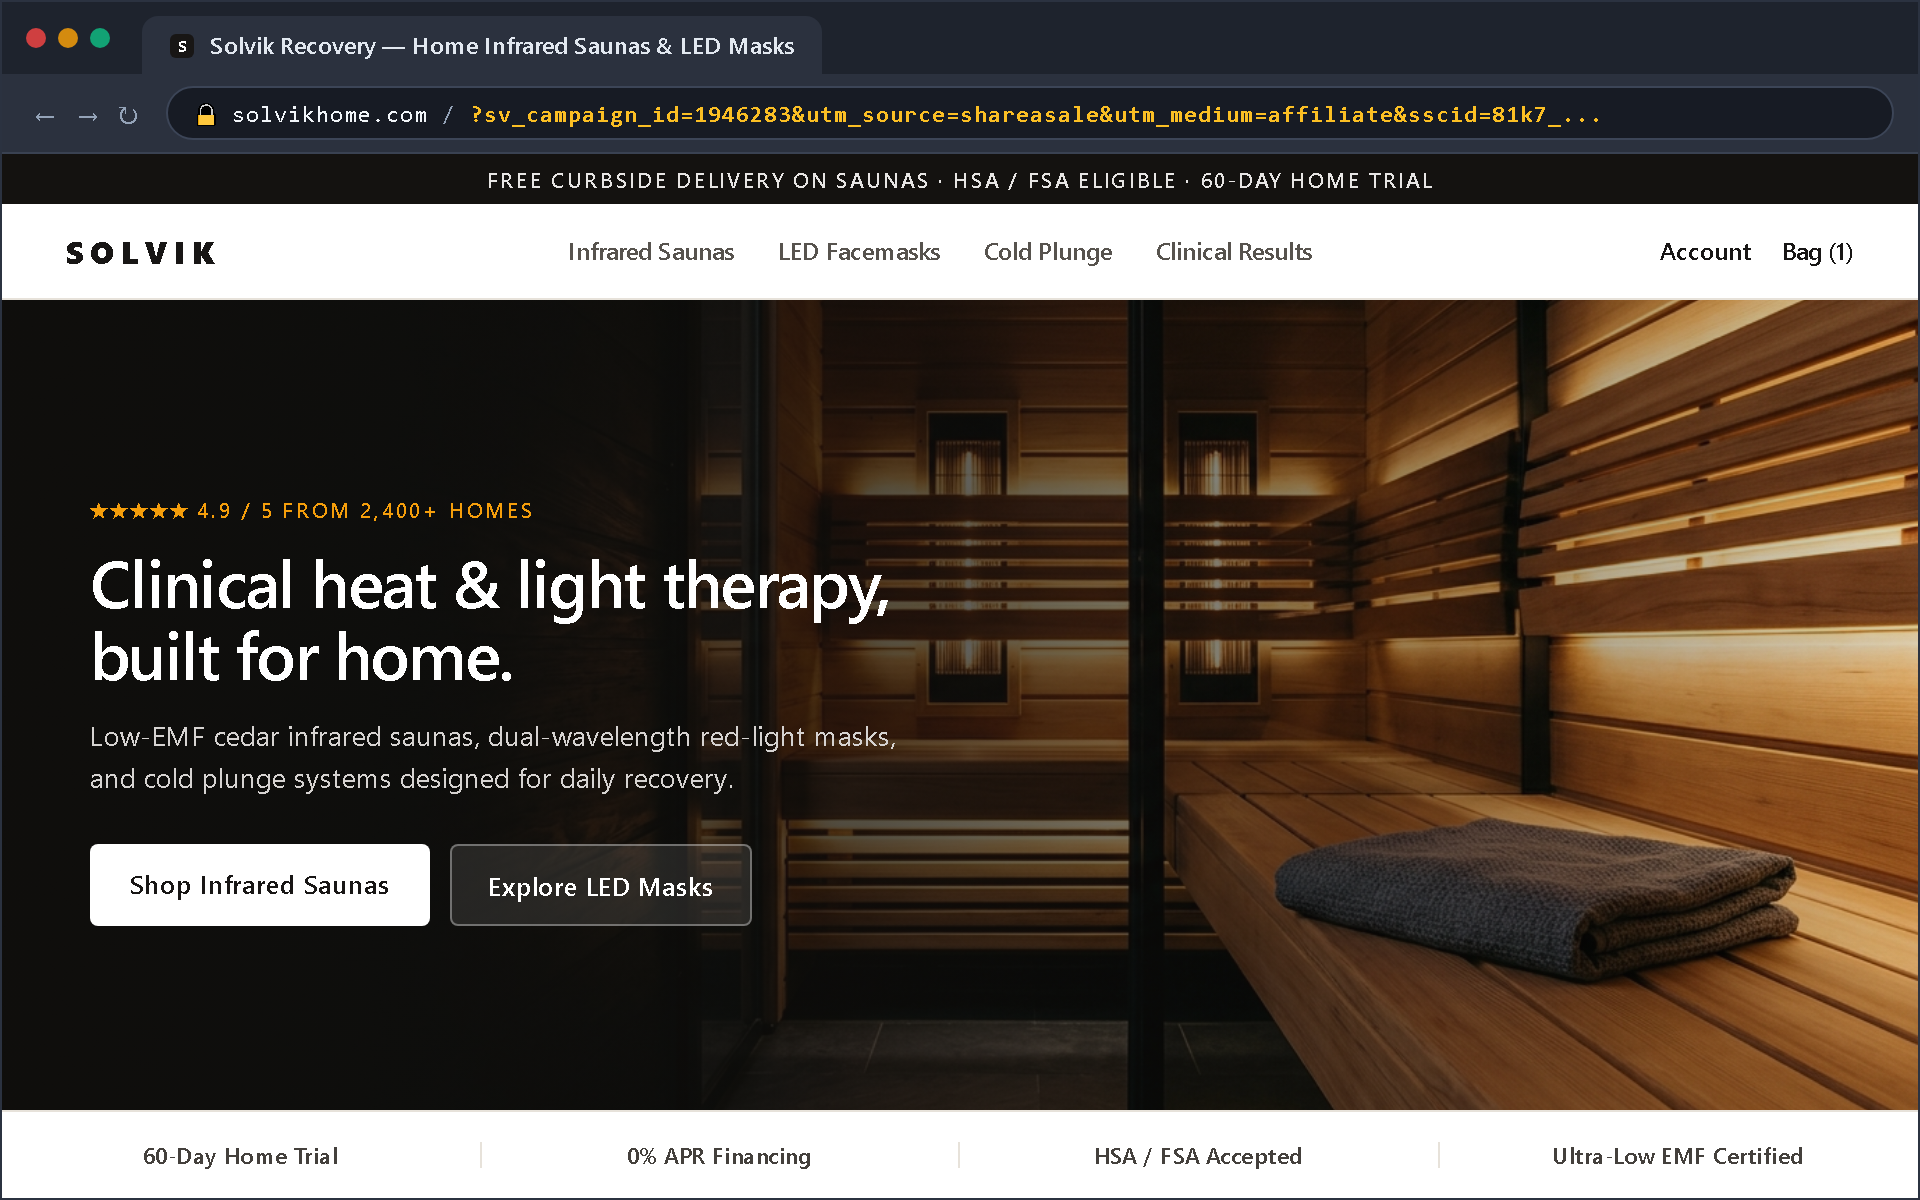 S Solvik Recovery — Home Infrared Saunas & LED Masks
solvikhome.com / ?sv_campaign_id=1946283&utm_source=shareasale&utm_medium=affiliate&sscid=81k7_...
FREE CURBSIDE DELIVERY ON SAUNAS · HSA / FSA ELIGIBLE · 60-DAY HOME TRIAL
SOLVIK Infrared Saunas LED Facemasks Cold Plunge Clinical Results Account Bag (1)
★★★★★ 4.9 / 5 FROM 2,400+ HOMES
Clinical heat & light therapy,
built for home.
Low-EMF cedar infrared saunas, dual-wavelength red-light masks,
and cold plunge systems designed for daily recovery.
Shop Infrared Saunas Explore LED Masks
60-Day Home Trial 0% APR Financing HSA / FSA Accepted Ultra-Low EMF Certified